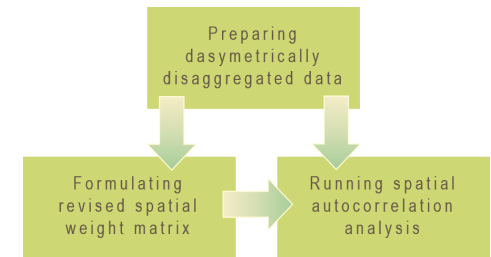 Preparing
dasymetrically
disaggregated data
Formulating
revised spatial
weight matrix
Running spatial
autocorrelation
analysis